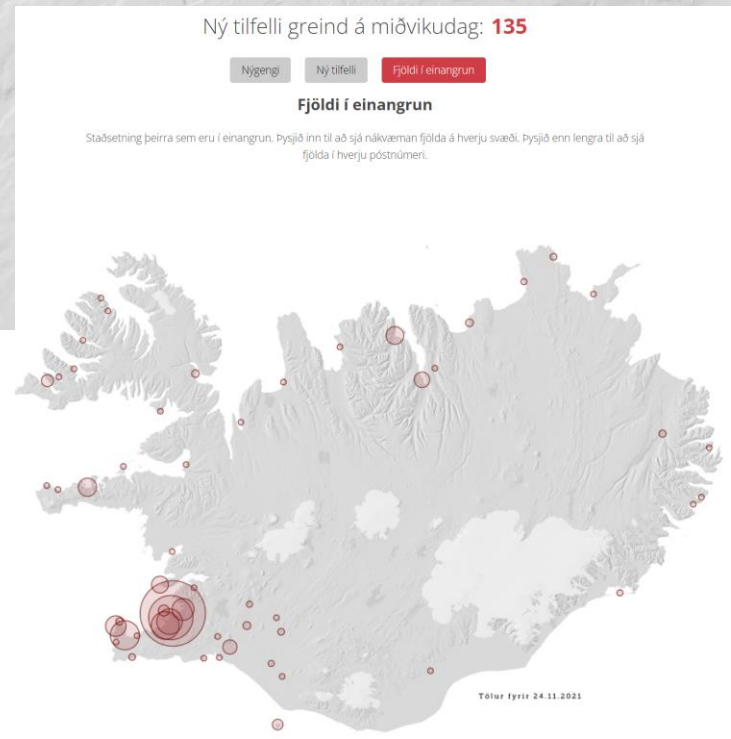 Ný tilfelli greind á miðvikudag: 135
Nýgengi Ný tilfelli Fjöldi í einangrun
Fjöldi í einangrun
Staðsetning þeirra sem eru í einangrun. Þysjið inn til að sjá nákvæman fjölda á hverju svæði. Þysjið enn lengra til að sjá
fjölda í hverju póstnúmeri.
Tölur fyrir 24.11.2021